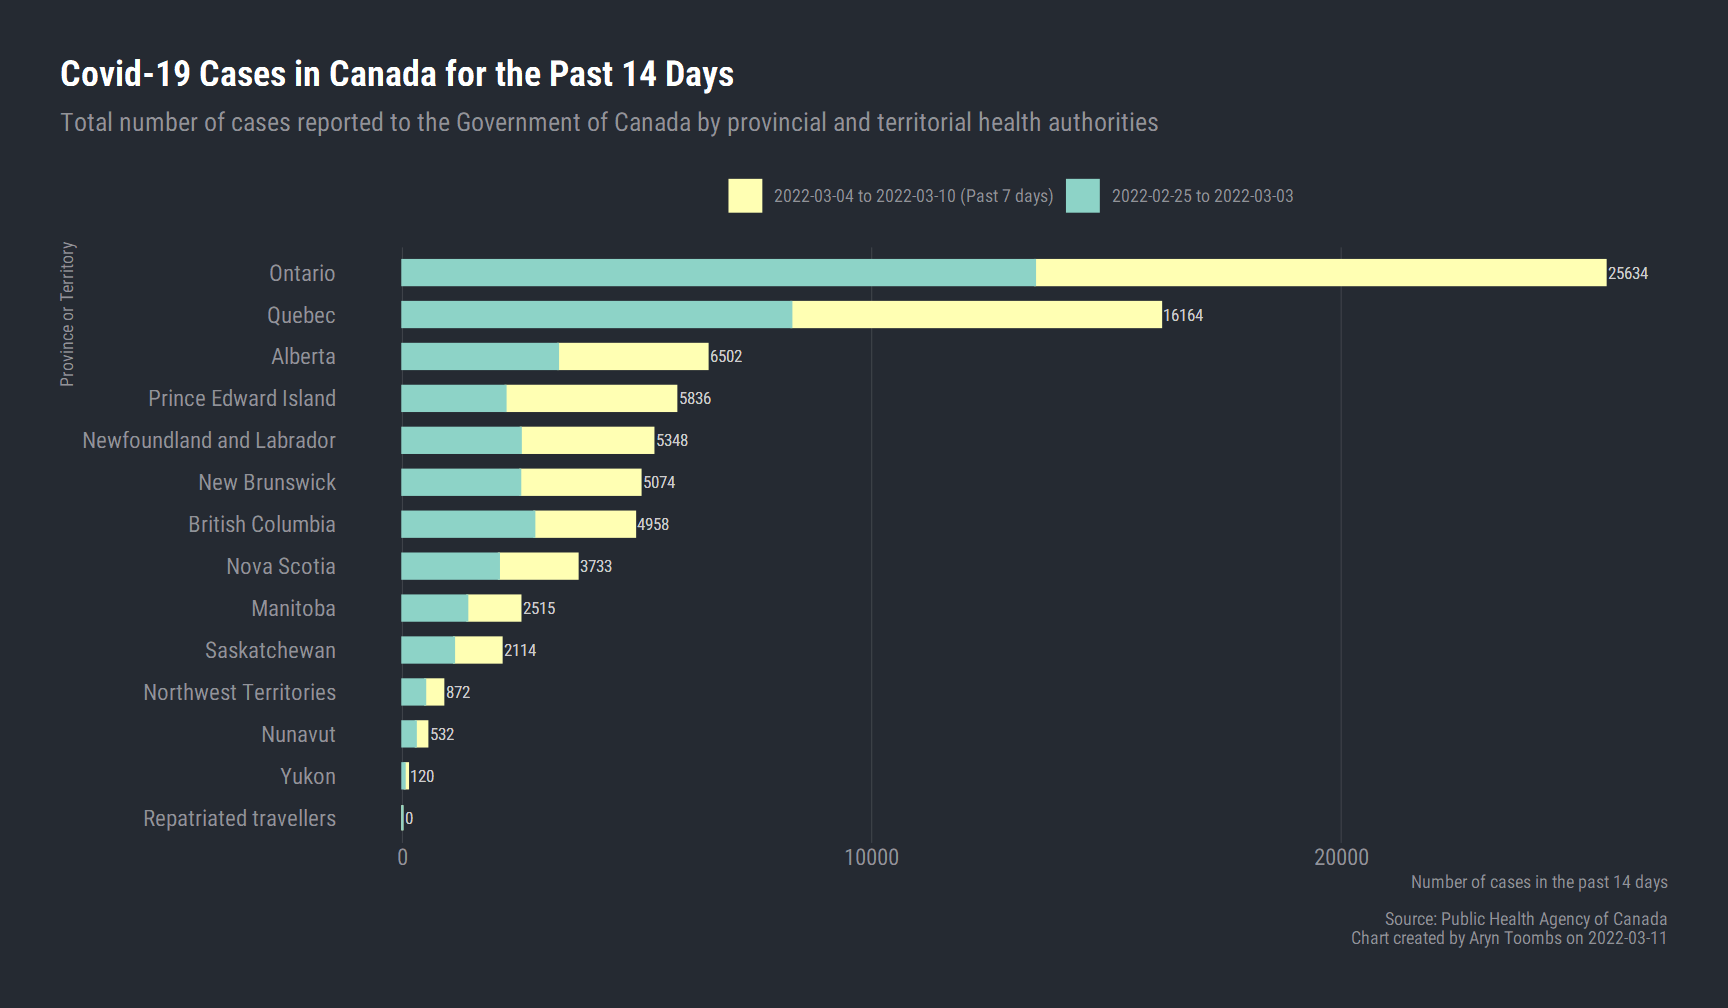 Covid-19 Cases in Canada for the Past 14 Days
Total number of cases reported to the Government of Canada by provincial and territorial health authorities
2022-03-04 to 2022-03-10 (Past 7 days)
2022-02-25 to 2022-03-03
Province or Territory
Ontario 25634
Quebec 16164
Alberta 6502
Prince Edward Island 5836
Newfoundland and Labrador 5348
New Brunswick 5074
British Columbia 4958
Nova Scotia 3733
Manitoba 2515
Saskatchewan 2114
Northwest Territories 872
Nunavut 532
Yukon 120
Repatriated travellers 0
0 10000 20000
Number of cases in the past 14 days
Source: Public Health Agency of Canada
Chart created by Aryn Toombs on 2022-03-11